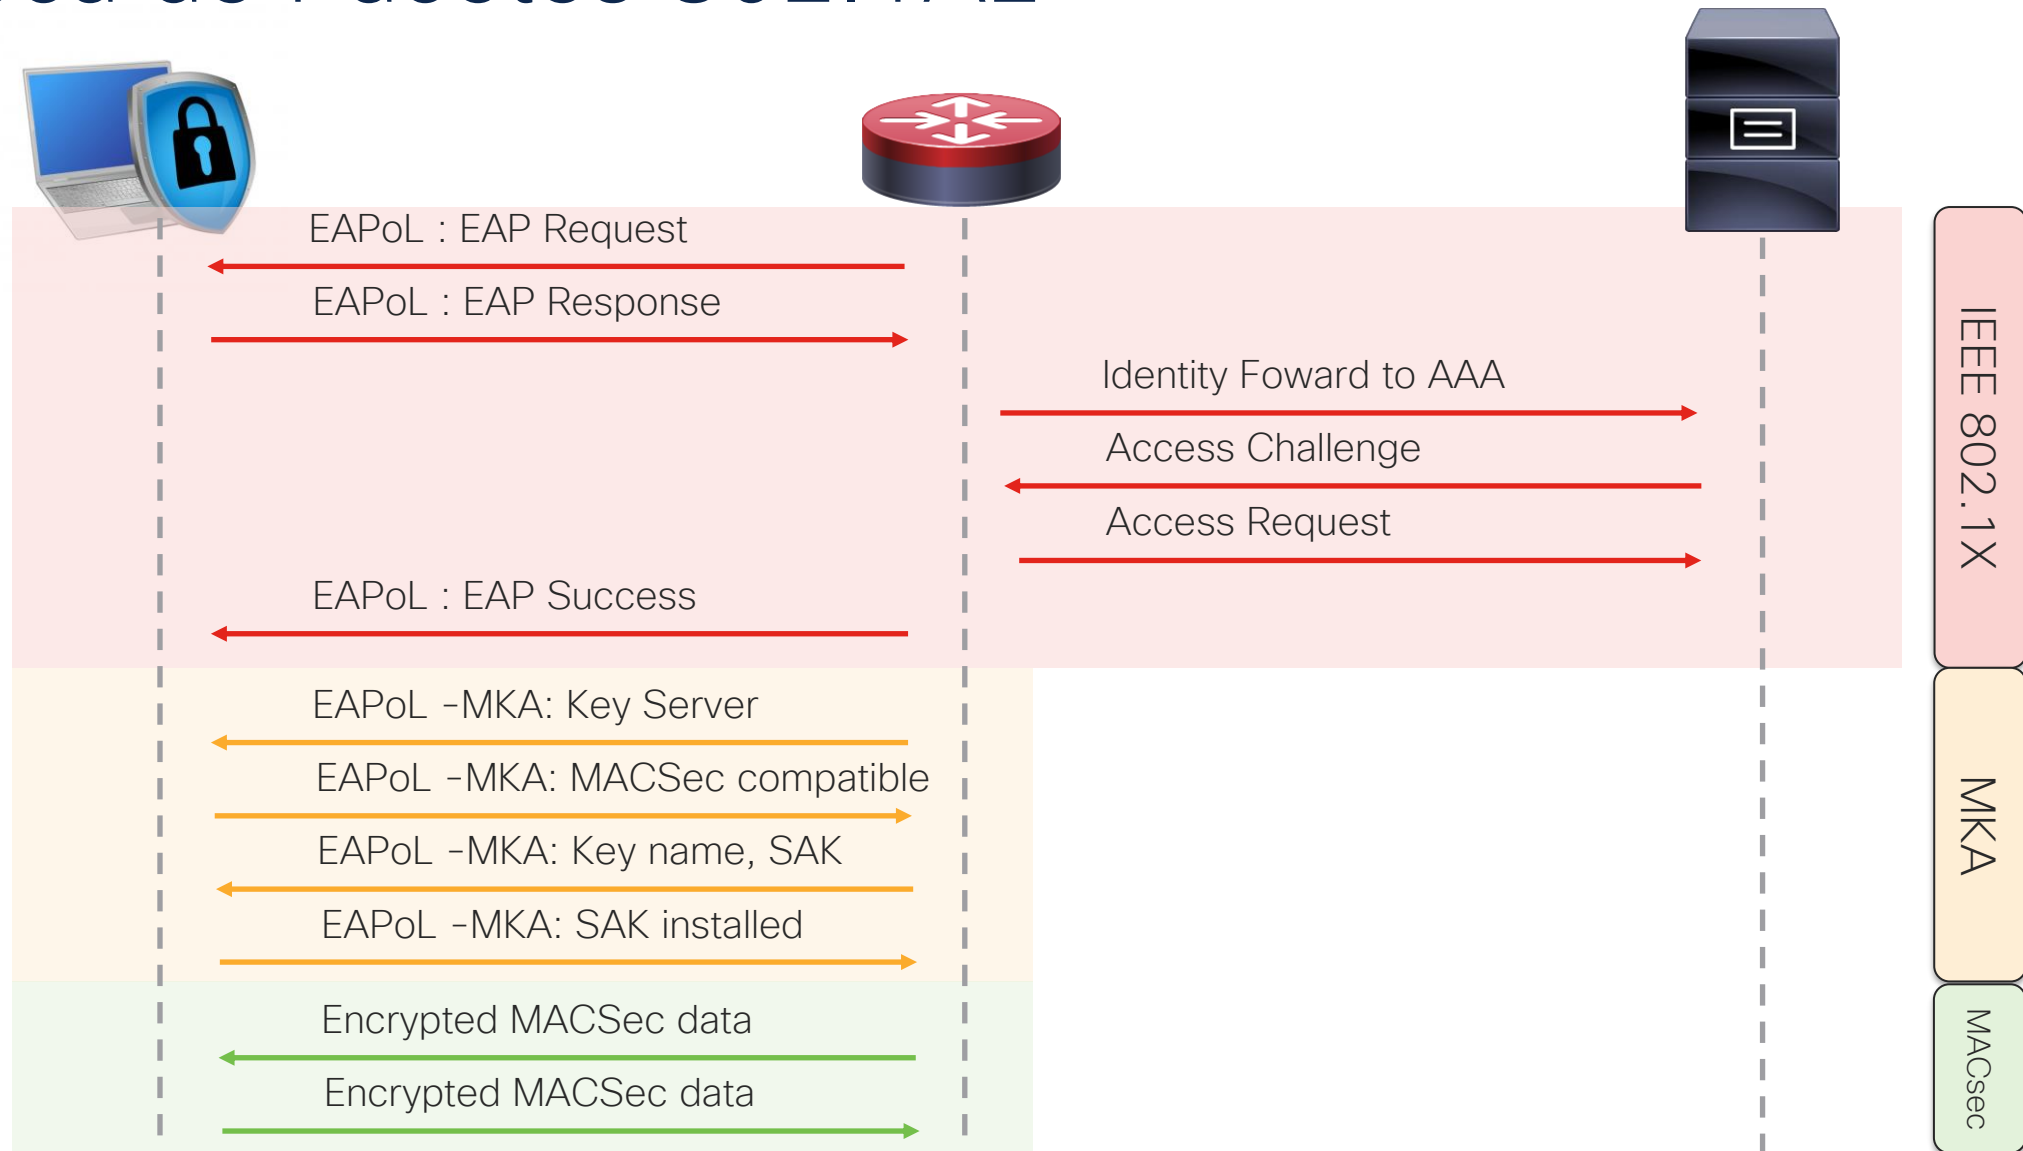 EAPoL : EAP Request
EAPoL : EAP Response
Identity Foward to AAA
Access Challenge
Access Request
EAPoL : EAP Success
IEEE 802.1X
EAPoL -MKA: Key Server
EAPoL -MKA: MACSec compatible
EAPoL -MKA: Key name, SAK
EAPoL -MKA: SAK installed
MKA
Encrypted MACSec data
Encrypted MACSec data
MACsec